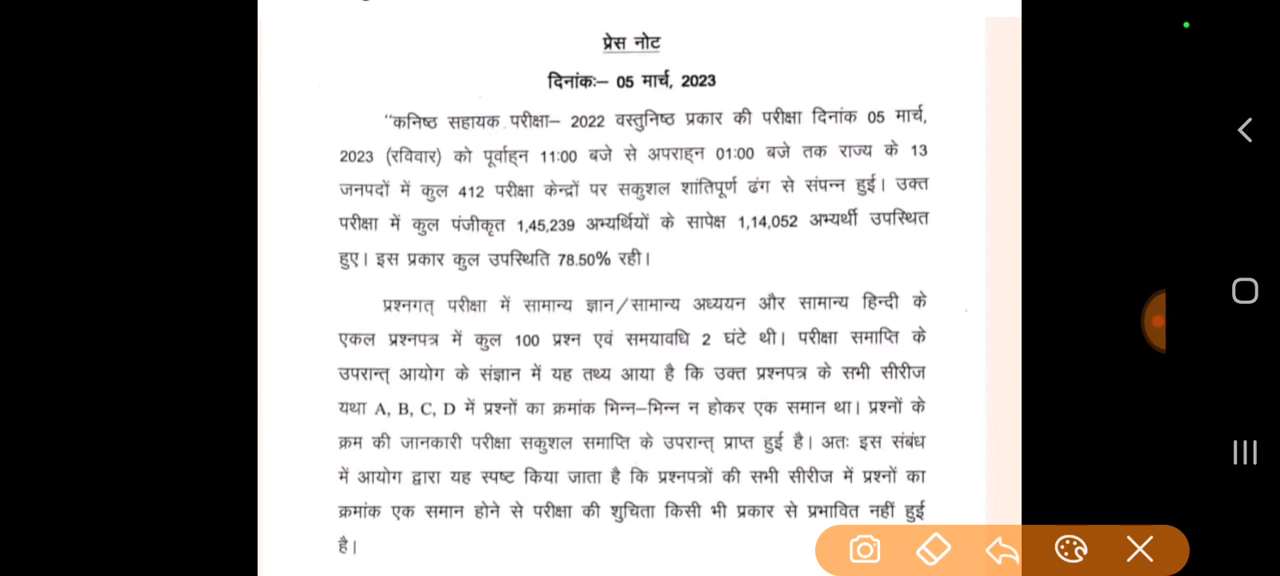 प्रेस नोट
दिनांकः– 05 मार्च, 2023
"कनिष्ठ सहायक परीक्षा– 2022 वस्तुनिष्ठ प्रकार की परीक्षा दिनांक 05 मार्च,
2023 (रविवार) को पूर्वाह्न 11:00 बजे से अपराह्न 01:00 बजे तक राज्य के 13
जनपदों में कुल 412 परीक्षा केन्द्रों पर सकुशल शांतिपूर्ण ढंग से संपन्न हुई। उक्त
परीक्षा में कुल पंजीकृत 1,45,239 अभ्यर्थियों के सापेक्ष 1,14,052 अभ्यर्थी उपस्थित
हुए। इस प्रकार कुल उपस्थिति 78.50% रही।
प्रश्नगत् परीक्षा में सामान्य ज्ञान/सामान्य अध्ययन और सामान्य हिन्दी के
एकल प्रश्नपत्र में कुल 100 प्रश्न एवं समयावधि 2 घंटे थी। परीक्षा समाप्ति के
उपरान्त् आयोग के संज्ञान में यह तथ्य आया है कि उक्त प्रश्नपत्र के सभी सीरीज
यथा A, B, C, D में प्रश्नों का क्रमांक भिन्न–भिन्न न होकर एक समान था। प्रश्नों के
क्रम की जानकारी परीक्षा सकुशल समाप्ति के उपरान्त् प्राप्त हुई है। अतः इस संबंध
में आयोग द्वारा यह स्पष्ट किया जाता है कि प्रश्नपत्रों की सभी सीरीज में प्रश्नों का
क्रमांक एक समान होने से परीक्षा की शुचिता किसी भी प्रकार से प्रभावित नहीं हुई
है।